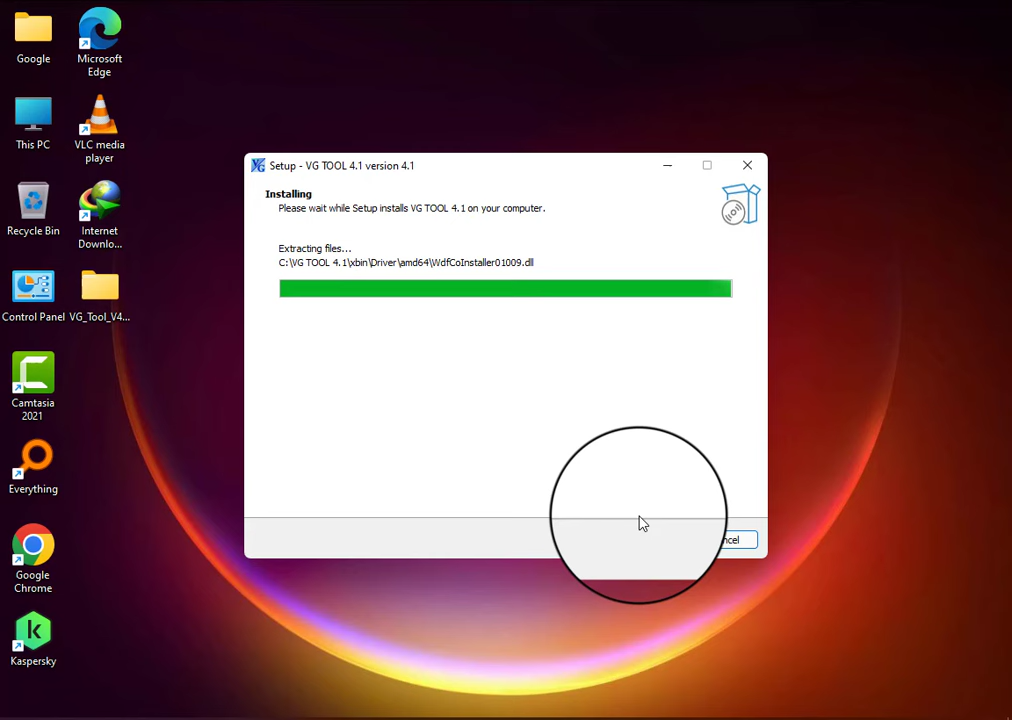 Google
Microsoft
Edge
This PC
VLC media
player
Recycle Bin
Internet
Downlo...
Control Panel
VG_Tool_V4...
Camtasia
2021
Everything
Google
Chrome
Kaspersky
Setup - VG TOOL 4.1 version 4.1
Installing
Please wait while Setup installs VG TOOL 4.1 on your computer.
Extracting files...
C:\VG TOOL 4.1\xbin\Driver\amd64\WdfCoInstaller01009.dll
ncel